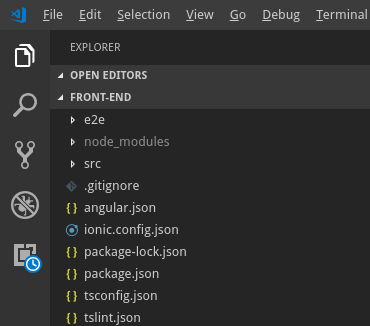 File Edit Selection View Go Debug Terminal
EXPLORER
OPEN EDITORS
FRONT-END
e2e
node_modules
src
.gitignore
angular.json
ionic.config.json
package-lock.json
package.json
tsconfig.json
tslint.json